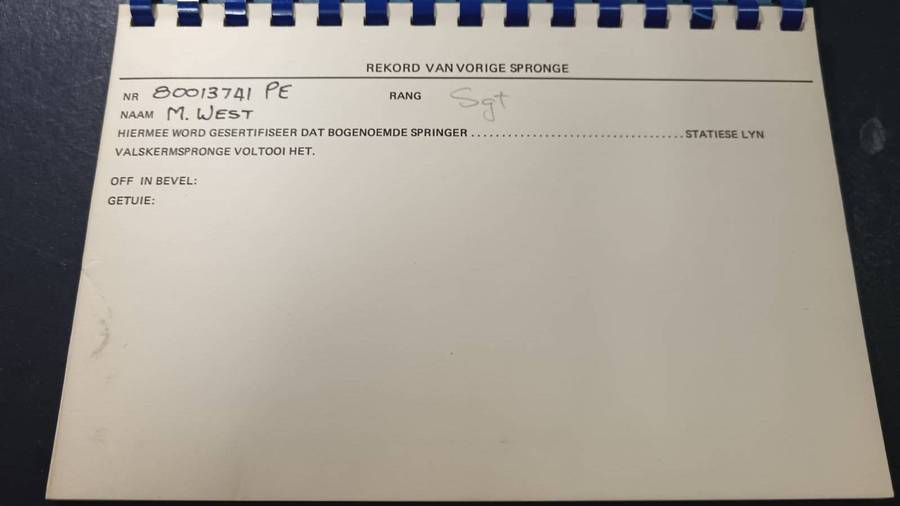 REKORD VAN VORIGE SPRONGE
NR 80013741 PE RANG Sgt
NAAM M. WEST
HIERMEE WORD GESERTIFISEER DAT BOGENOEMDE SPRINGER ................................... STATIESE LYN
VALSKERMSPRONGE VOLTOOI HET.
OFF IN BEVEL:
GETUIE: